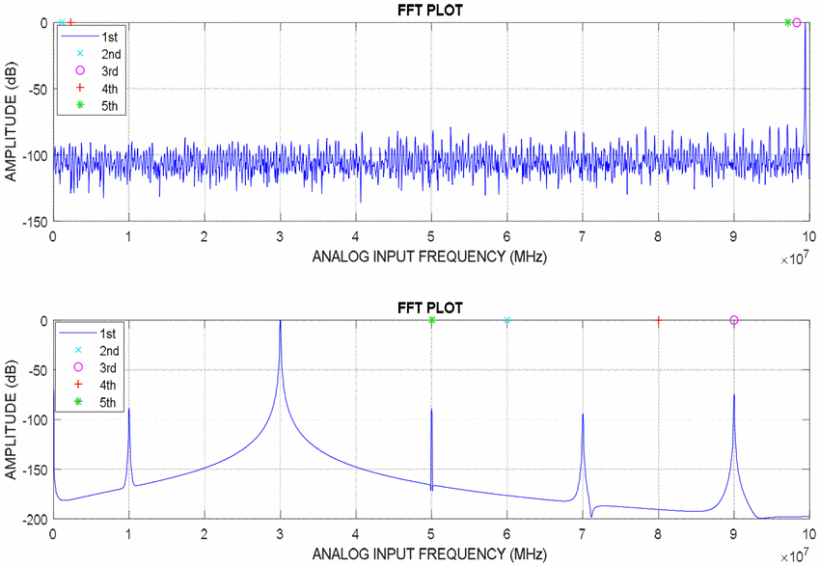 FFT PLOT
AMPLITUDE (dB)
0
-50
-100
-150
1st
2nd
3rd
4th
5th
0 1 2 3 4 5 6 7 8 9 10
ANALOG INPUT FREQUENCY (MHz)
×10^7
FFT PLOT
AMPLITUDE (dB)
0
-50
-100
-150
-200
1st
2nd
3rd
4th
5th
0 1 2 3 4 5 6 7 8 9 10
ANALOG INPUT FREQUENCY (MHz)
×10^7